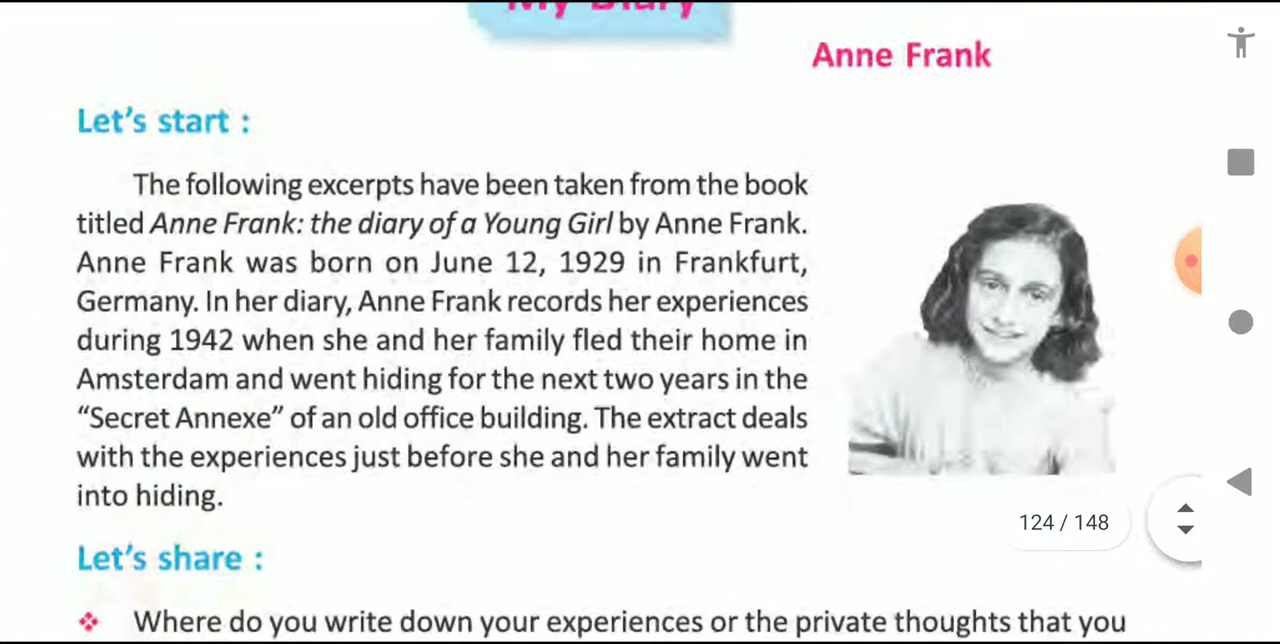 My Diary
Anne Frank
Let's start :
The following excerpts have been taken from the book
titled Anne Frank: the diary of a Young Girl by Anne Frank.
Anne Frank was born on June 12, 1929 in Frankfurt,
Germany. In her diary, Anne Frank records her experiences
during 1942 when she and her family fled their home in
Amsterdam and went hiding for the next two years in the
“Secret Annexe” of an old office building. The extract deals
with the experiences just before she and her family went
into hiding.
124 / 148
Let's share :
❖ Where do you write down your experiences or the private thoughts that you